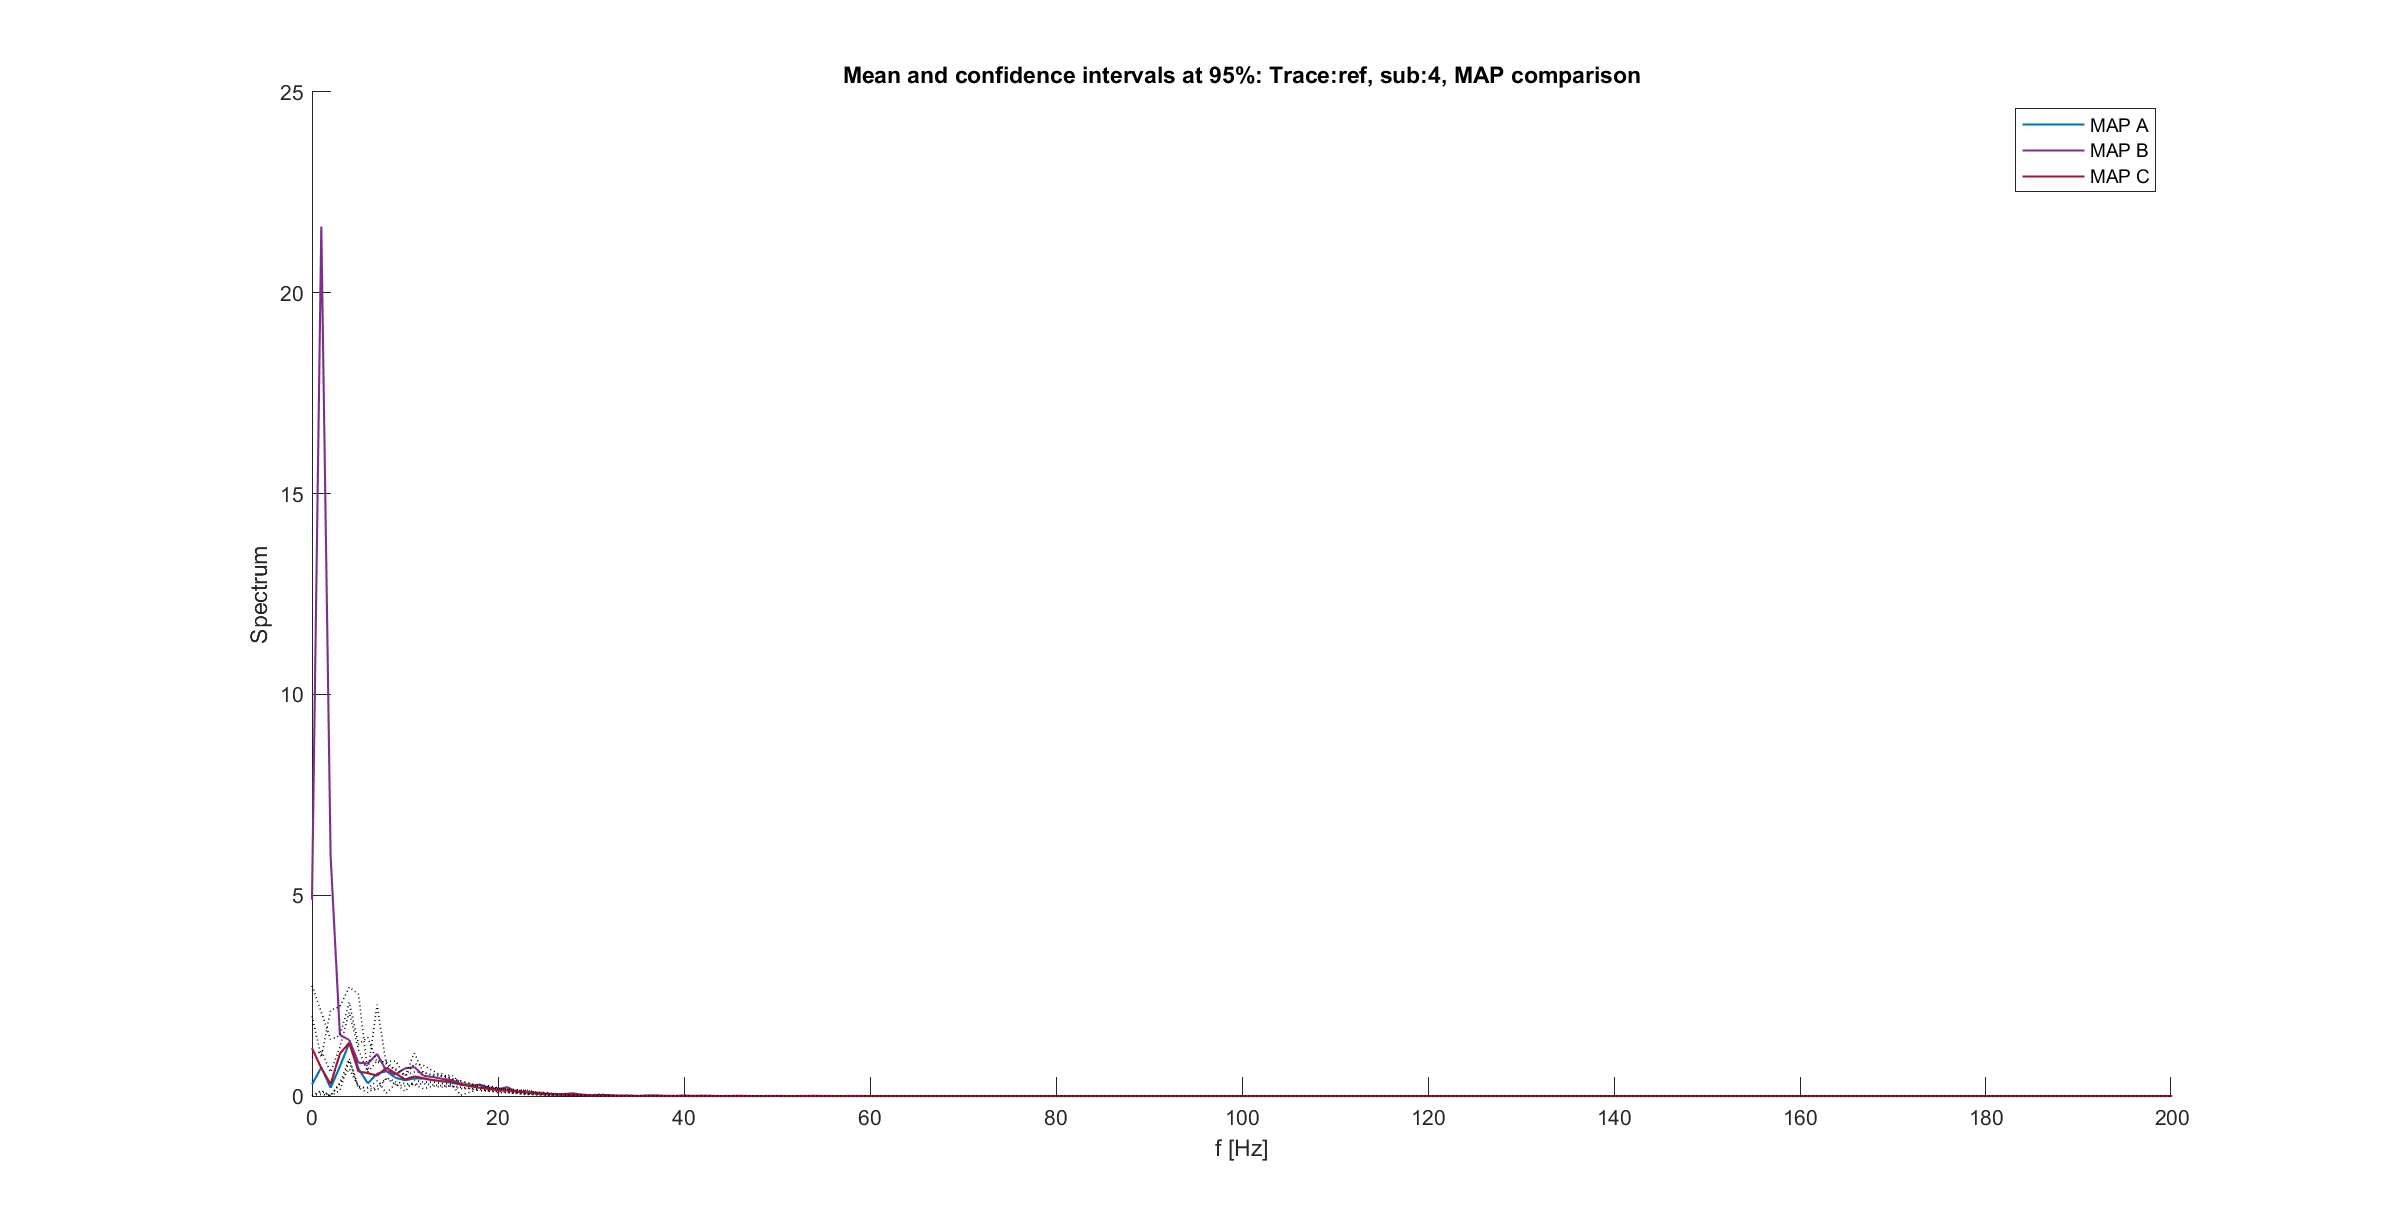 Mean and confidence intervals at 95%: Trace:ref, sub:4, MAP comparison
25
20
15
10
5
0
Spectrum
MAP A
MAP B
MAP C
0 20 40 60 80 100 120 140 160 180 200
f [Hz]